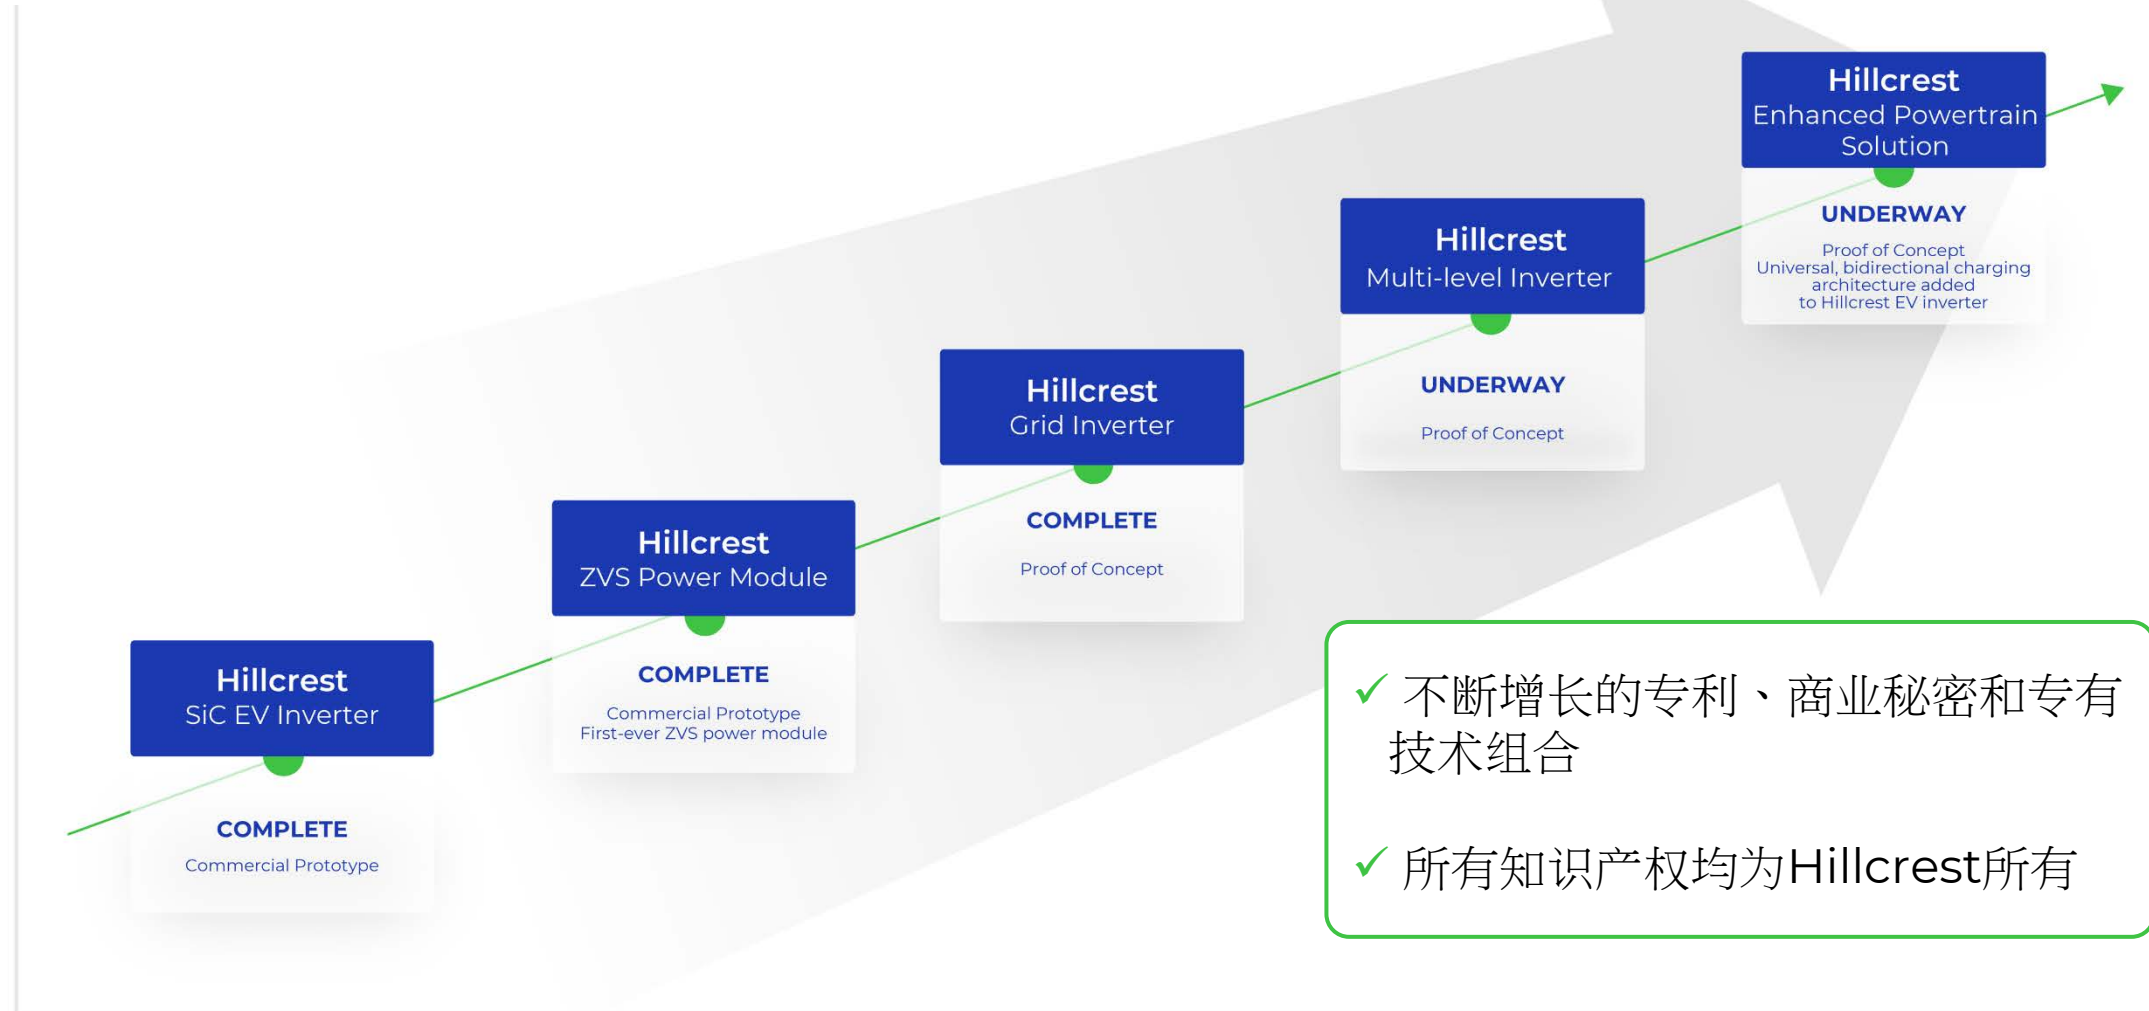 Hillcrest
SiC EV Inverter
COMPLETE
Commercial Prototype
Hillcrest
ZVS Power Module
COMPLETE
Commercial Prototype
First-ever ZVS power module
Hillcrest
Grid Inverter
COMPLETE
Proof of Concept
Hillcrest
Multi-level Inverter
UNDERWAY
Proof of Concept
Hillcrest
Enhanced Powertrain
Solution
UNDERWAY
Proof of Concept
Universal, bidirectional charging
architecture added
to Hillcrest EV inverter
✓ 不断增长的专利、商业秘密和专有
技术组合
✓ 所有知识产权均为Hillcrest所有